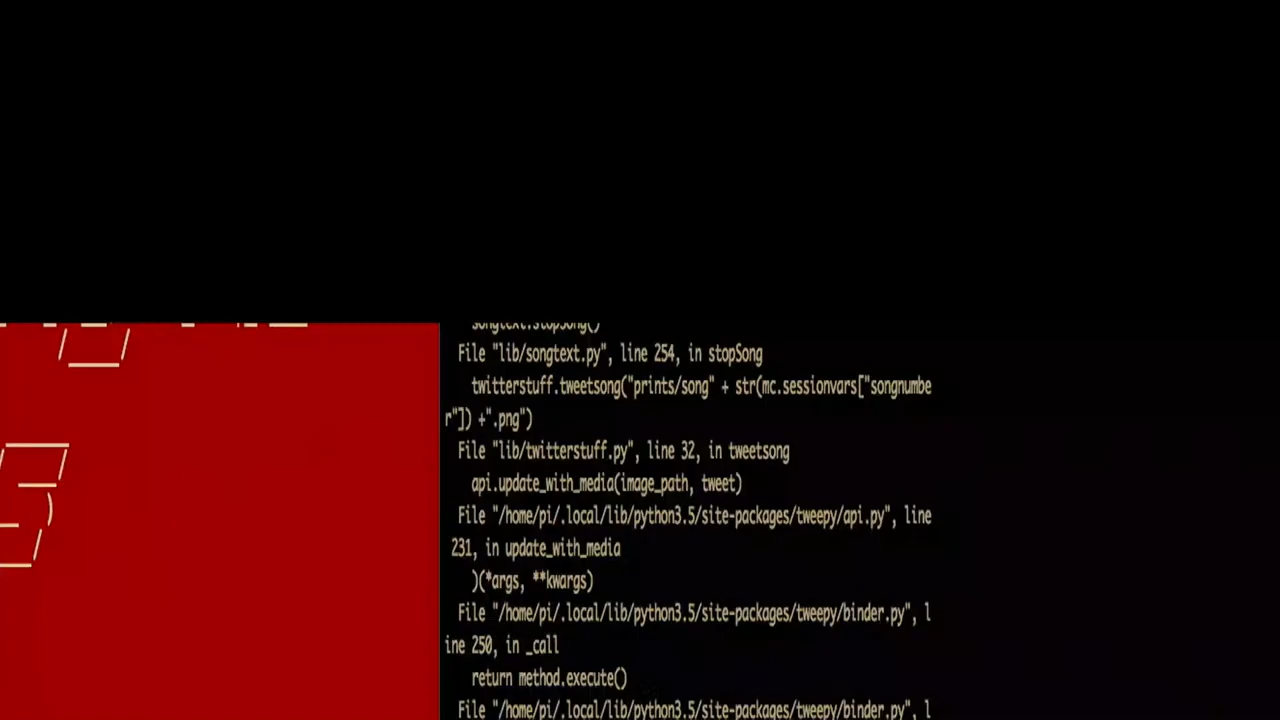 songtext.stopSong()
File "lib/songtext.py", line 254, in stopSong
twitterstuff.tweetsong("prints/song" + str(mc.sessionvars["songnumbe
r"]) +".png")
File "lib/twitterstuff.py", line 32, in tweetsong
api.update_with_media(image_path, tweet)
File "/home/pi/.local/lib/python3.5/site-packages/tweepy/api.py", line
231, in update_with_media
)(*args, **kwargs)
File "/home/pi/.local/lib/python3.5/site-packages/tweepy/binder.py", l
ine 250, in _call
return method.execute()
File "/home/pi/.local/lib/python3.5/site-packages/tweepy/binder.py", l